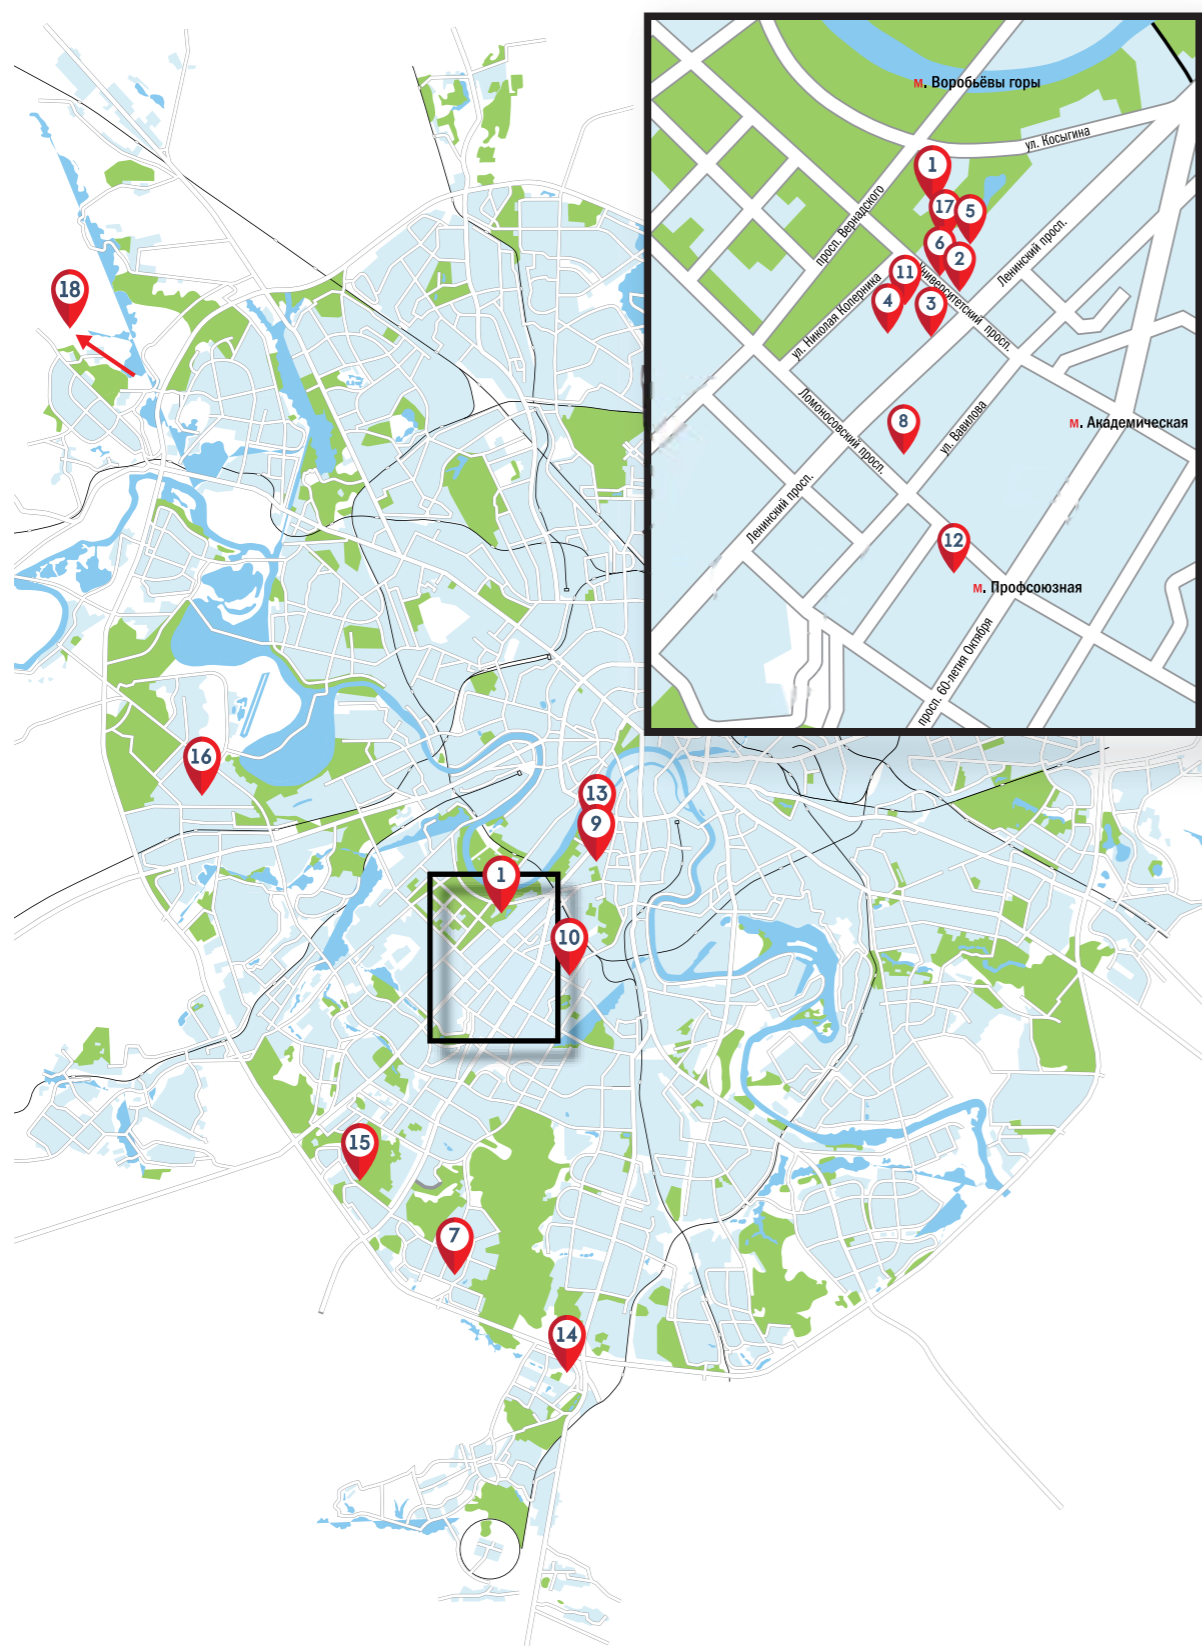 м. Воробьёвы горы
ул. Косыгина
1
17
5
просп. Вернадского
6
2
Ленинский просп.
11
Университетский просп.
4
3
ул. Николая Коперника
18
Ломоносовский просп.
8
ул. Вавилова
м. Академическая
Ленинский просп.
12
м. Профсоюзная
просп. 60-летия Октября
16
13
9
1
10
15
7
14